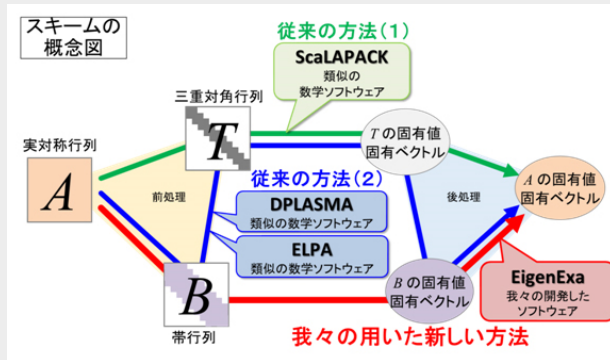 スキームの
概念図
従来の方法(1)
ScaLAPACK
類似の
数学ソフトウェア
三重対角行列
T
実対称行列
A
前処理
従来の方法(2)
DPLASMA
類似の数学ソフトウェア
ELPA
類似の数学ソフトウェア
Tの固有値
固有ベクトル
後処理
Aの固有値
固有ベクトル
B
帯行列
Bの固有値
固有ベクトル
EigenExa
我々の開発した
ソフトウェア
我々の用いた新しい方法